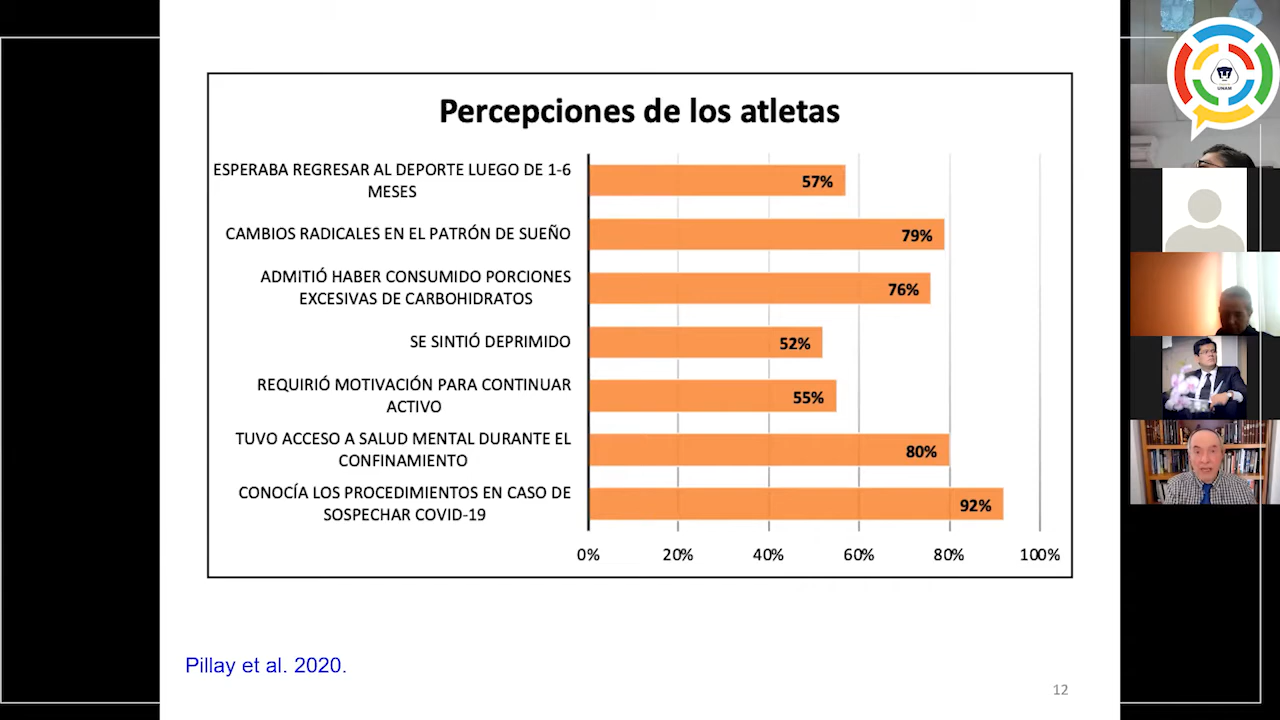 Percepciones de los atletas
ESPERABA REGRESAR AL DEPORTE LUEGO DE 1-6
MESES
57%
CAMBIOS RADICALES EN EL PATRÓN DE SUEÑO
79%
ADMITIÓ HABER CONSUMIDO PORCIONES
EXCESIVAS DE CARBOHIDRATOS
76%
SE SINTIÓ DEPRIMIDO
52%
REQUIRIÓ MOTIVACIÓN PARA CONTINUAR
ACTIVO
55%
TUVO ACCESO A SALUD MENTAL DURANTE EL
CONFINAMIENTO
80%
CONOCÍA LOS PROCEDIMIENTOS EN CASO DE
SOSPECHAR COVID-19
92%
0% 20% 40% 60% 80% 100%
Pillay et al. 2020.
12
UNAM